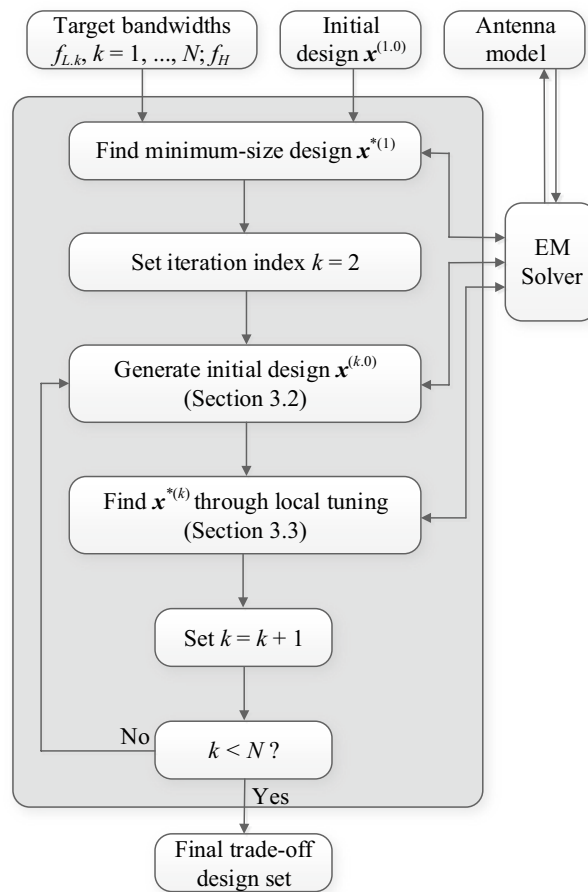 Target bandwidths
f_{L.k}, k = 1, ..., N; f_H
Initial
design x^{(1.0)}
Antenna
model
Find minimum-size design x^{*(1)}
Set iteration index k = 2
EM
Solver
Generate initial design x^{(k.0)}
(Section 3.2)
Find x^{*(k)} through local tuning
(Section 3.3)
Set k = k + 1
No
k < N ?
Yes
Final trade-off
design set